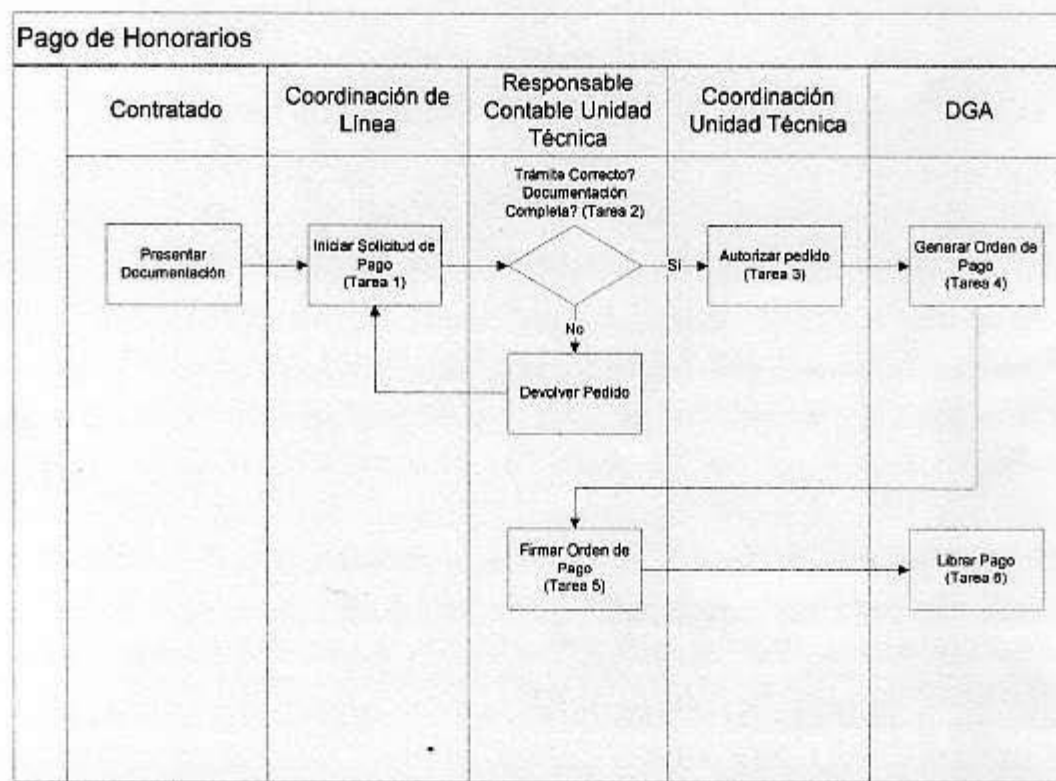 Pago de Honorarios
Contratado
Coordinación de
Línea
Responsable
Contable Unidad
Técnica
Coordinación
Unidad Técnica
DGA
Trámite Correcto?
Documentación
Completa? (Tarea 2)
Presentar
Documentación
Iniciar Solicitud de
Pago
(Tarea 1)
Si
Autorizar pedido
(Tarea 3)
Generar Orden de
Pago
(Tarea 4)
No
Devolver Pedido
Firmar Orden de
Pago
(Tarea 5)
Librar Pago
(Tarea 6)